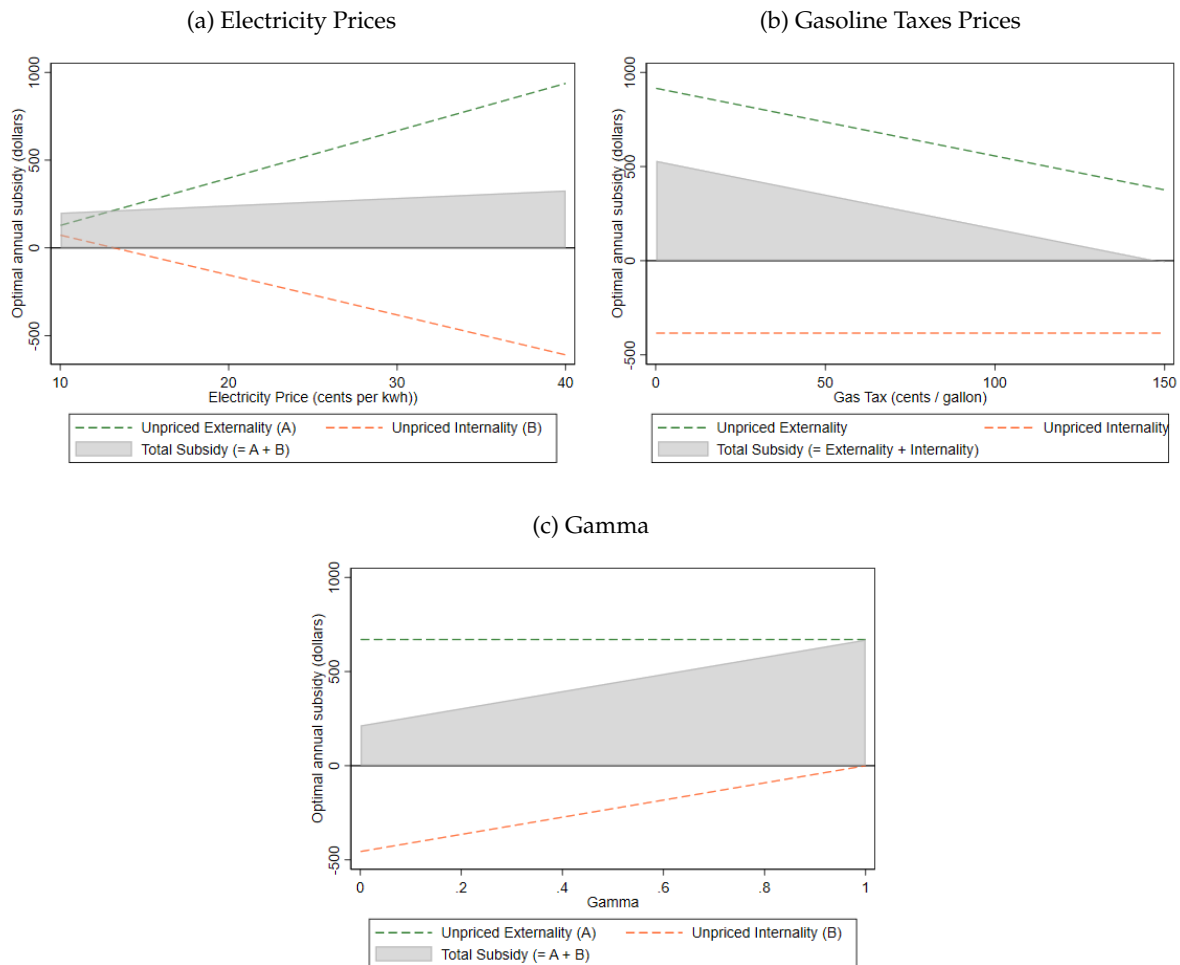 (a) Electricity Prices
Optimal annual subsidy (dollars)
1000
500
0
-500
10
20
30
40
Electricity Price (cents per kwh))
Unpriced Externality (A)
Unpriced Internality (B)
Total Subsidy (= A + B)
(b) Gasoline Taxes Prices
Optimal annual subsidy (dollars)
1000
500
0
-500
0
50
100
150
Gas Tax (cents / gallon)
Unpriced Externality
Unpriced Internality
Total Subsidy (= Externality + Internality)
(c) Gamma
Optimal annual subsidy (dollars)
1000
500
0
-500
0
.2
.4
.6
.8
1
Gamma
Unpriced Externality (A)
Unpriced Internality (B)
Total Subsidy (= A + B)